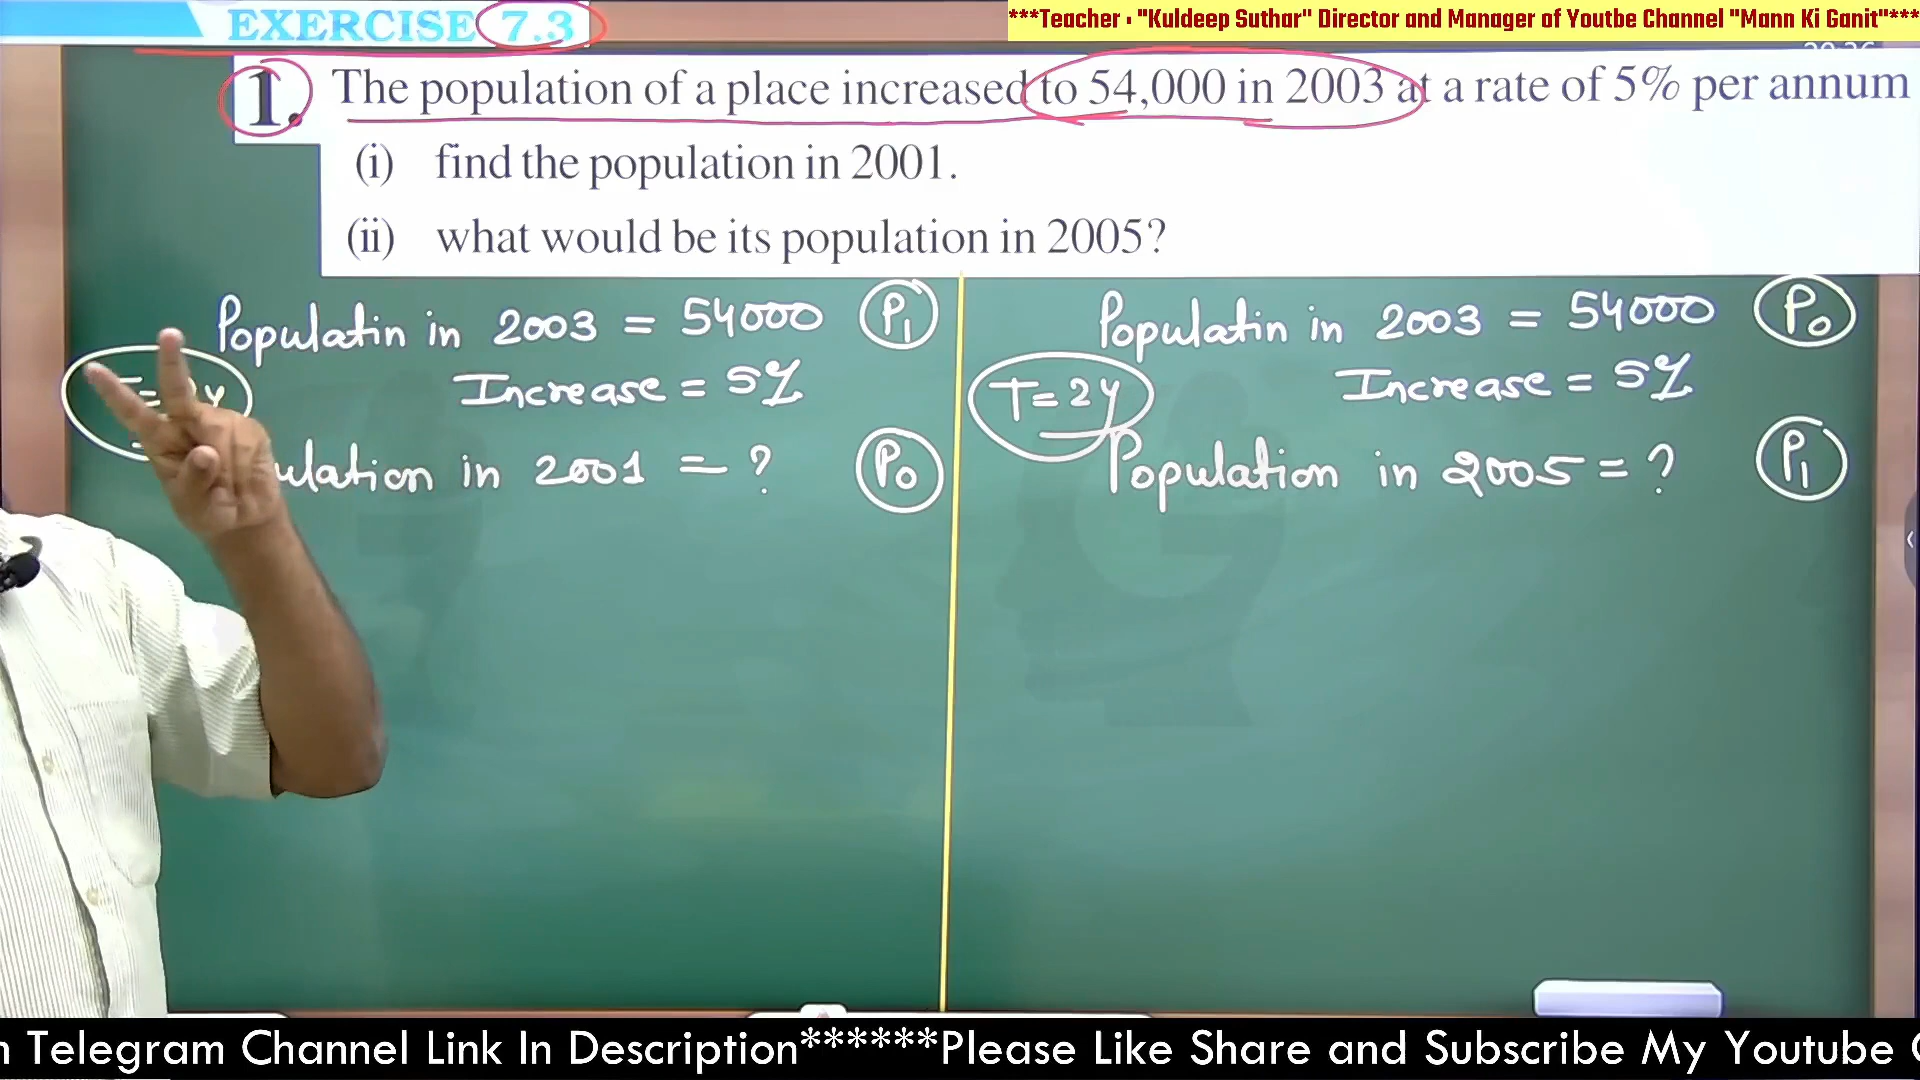 EXERCISE 7.3
***Teacher : "Kuldeep Suthar" Director and Manager of Youtbe Channel "Mann Ki Ganit"***
1. The population of a place increased to 54,000 in 2003 at a rate of 5% per annum
(i) find the population in 2001.
(ii) what would be its population in 2005?
Populatin in 2003 = 54000 P1
Increase = 5%
ulation in 2001 = ? P0
Populatin in 2003 = 54000 P0
T = 2y Increase = 5%
Population in 2005 = ? P1
Telegram Channel Link In Description******Please Like Share and Subscribe My Youtube